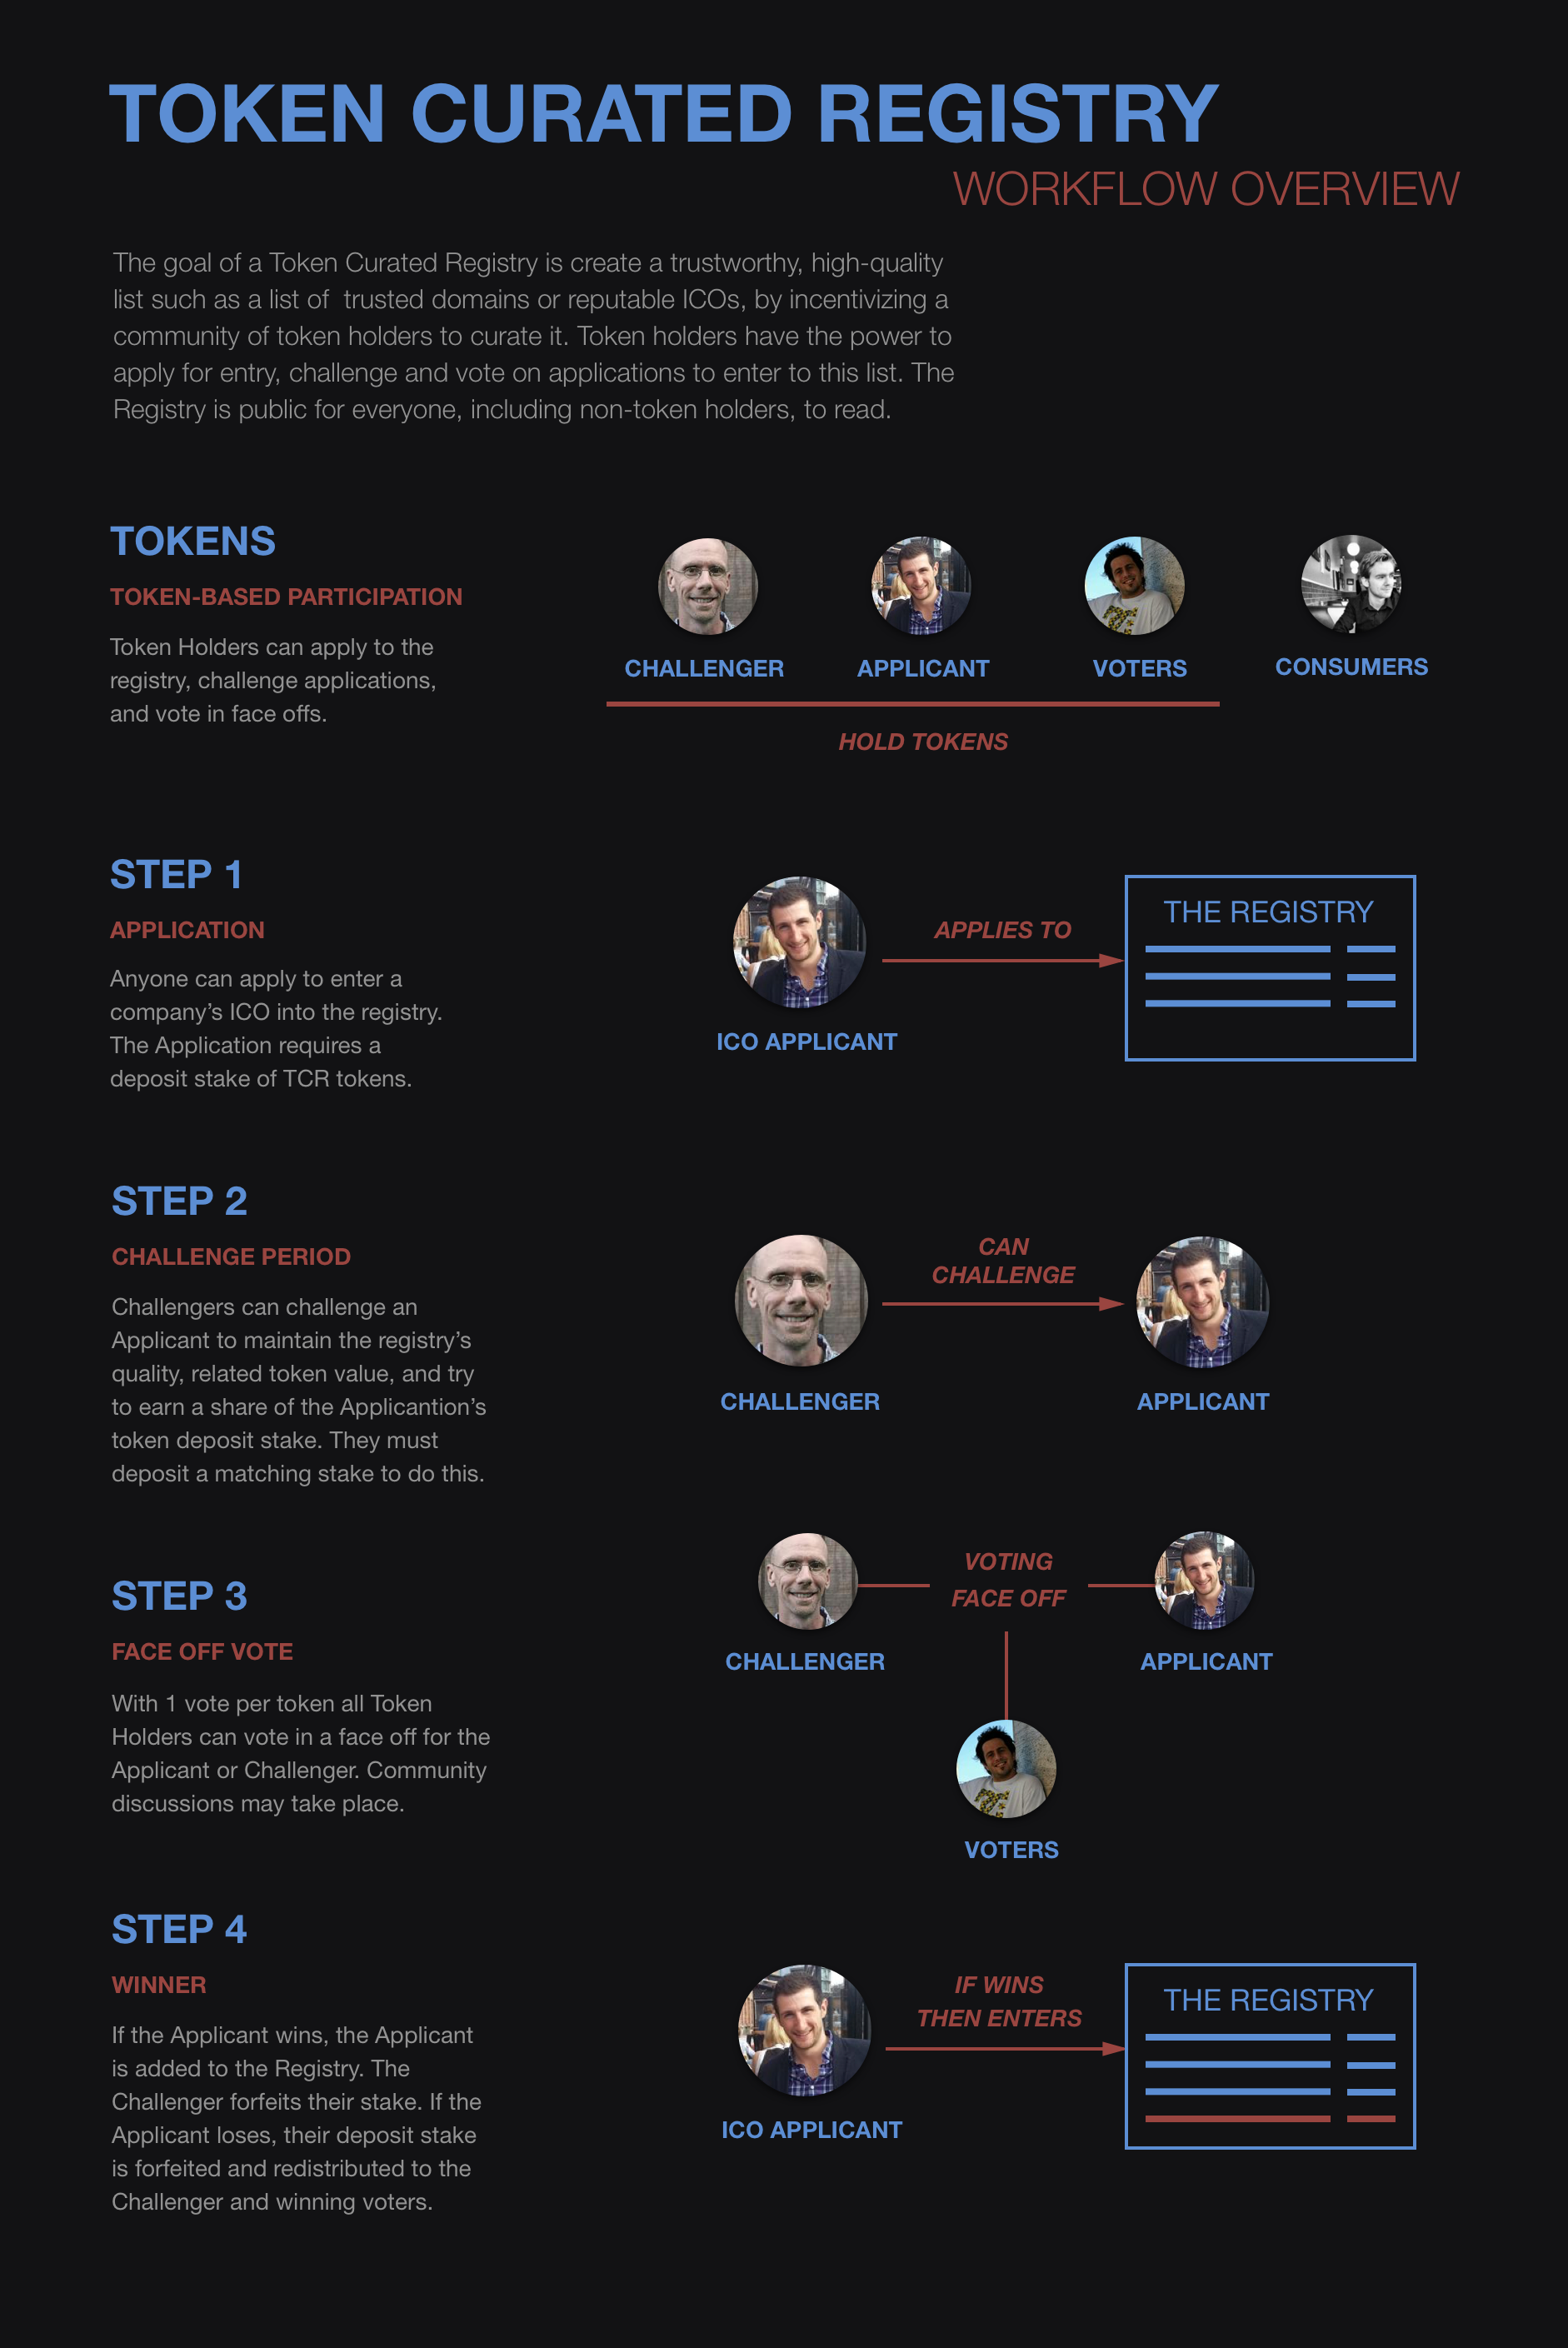 TOKEN CURATED REGISTRY
WORKFLOW OVERVIEW
The goal of a Token Curated Registry is create a trustworthy, high-quality
list such as a list of  trusted domains or reputable ICOs, by incentivizing a
community of token holders to curate it. Token holders have the power to
apply for entry, challenge and vote on applications to enter to this list. The
Registry is public for everyone, including non-token holders, to read.
TOKENS
TOKEN-BASED PARTICIPATION
Token Holders can apply to the
registry, challenge applications,
and vote in face offs.
CHALLENGER
APPLICANT
VOTERS
CONSUMERS
HOLD TOKENS
STEP 1
APPLICATION
Anyone can apply to enter a
company’s ICO into the registry.
The Application requires a
deposit stake of TCR tokens.
ICO APPLICANT
APPLIES TO
THE REGISTRY
STEP 2
CHALLENGE PERIOD
Challengers can challenge an
Applicant to maintain the registry’s
quality, related token value, and try
to earn a share of the Applicantion’s
token deposit stake. They must
deposit a matching stake to do this.
CHALLENGER
CAN
CHALLENGE
APPLICANT
STEP 3
FACE OFF VOTE
With 1 vote per token all Token
Holders can vote in a face off for the
Applicant or Challenger. Community
discussions may take place.
CHALLENGER
VOTING
FACE OFF
APPLICANT
VOTERS
STEP 4
WINNER
If the Applicant wins, the Applicant
is added to the Registry. The
Challenger forfeits their stake. If the
Applicant loses, their deposit stake
is forfeited and redistributed to the
Challenger and winning voters.
ICO APPLICANT
IF WINS
THEN ENTERS
THE REGISTRY